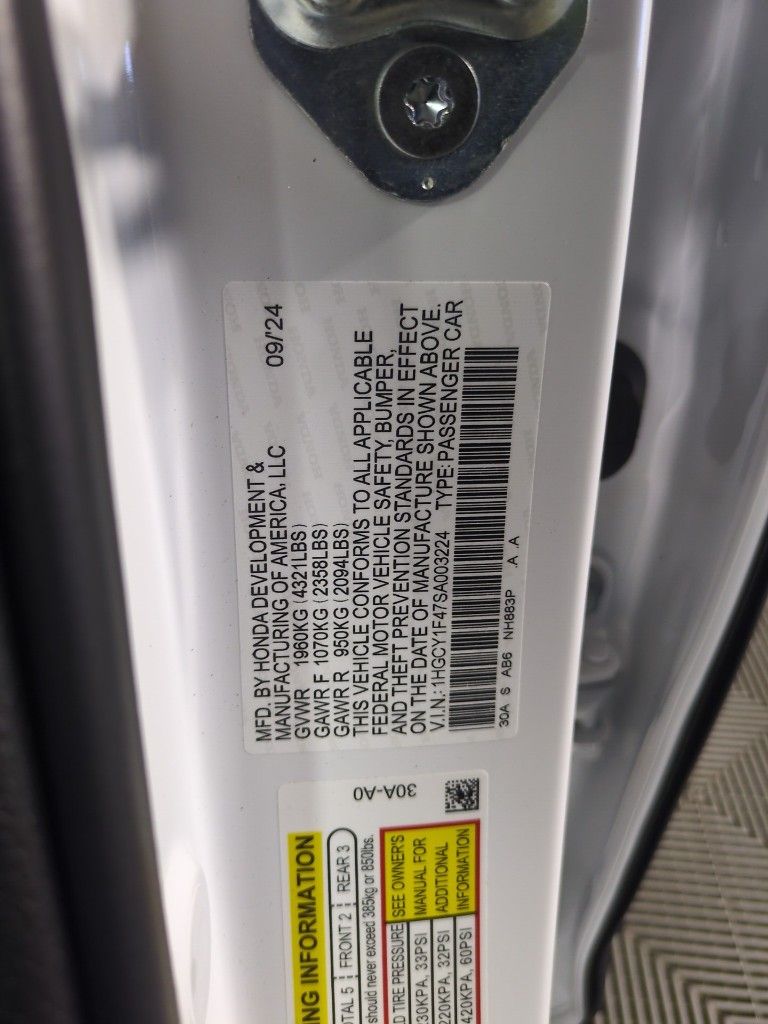 MFD. BY HONDA DEVELOPMENT &
MANUFACTURING OF AMERICA, LLC 09/'24
GVWR 1960KG (4321LBS)
GAWR F 1070KG (2358LBS)
GAWR R 950KG (2094LBS)
THIS VEHICLE CONFORMS TO ALL APPLICABLE
FEDERAL MOTOR VEHICLE SAFETY, BUMPER,
AND THEFT PREVENTION STANDARDS IN EFFECT
ON THE DATE OF MANUFACTURE SHOWN ABOVE.
V.I.N.: 1HGCY1F47SA003224 TYPE: PASSENGER CAR
30A S AB6 NH883P .A .A
30A-A0
ING INFORMATION
OTAL 5 FRONT 2 REAR 3
should never exceed 385kg or 850lbs.
D TIRE PRESSURE SEE OWNER'S
230KPA, 33PSI MANUAL FOR
220KPA, 32PSI ADDITIONAL
420KPA, 60PSI INFORMATION